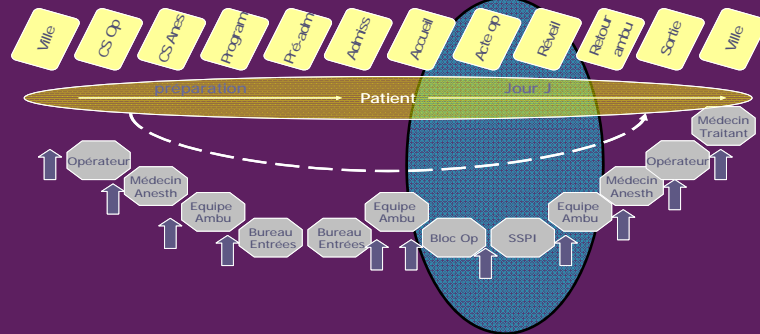 Ville
CS Op
CS Anes
Program
Pré-adm
Admiss
Accueil
Acte op
Réveil
Retour
ambu
Sortie
Ville
préparation
Patient
Jour J
Médecin
Traitant
Opérateur
Opérateur
Médecin
Anesth
Médecin
Anesth
Equipe
Ambu
Equipe
Ambu
Equipe
Ambu
Bureau
Entrées
Bureau
Entrées
Bloc Op
SSPI